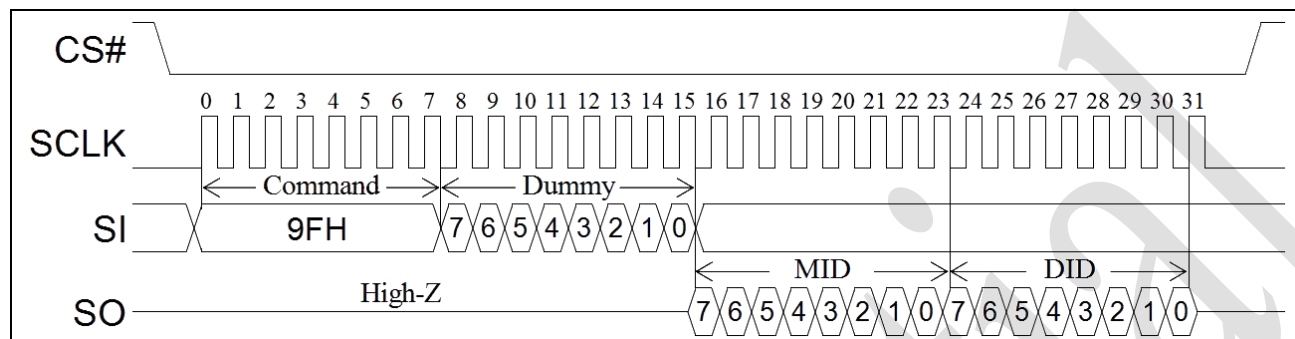 CS#
0 1 2 3 4 5 6 7 8 9 10 11 12 13 14 15 16 17 18 19 20 21 22 23 24 25 26 27 28 29 30 31
SCLK
Command Dummy
SI 9FH 7 6 5 4 3 2 1 0
MID DID
High-Z
SO 7 6 5 4 3 2 1 0 7 6 5 4 3 2 1 0